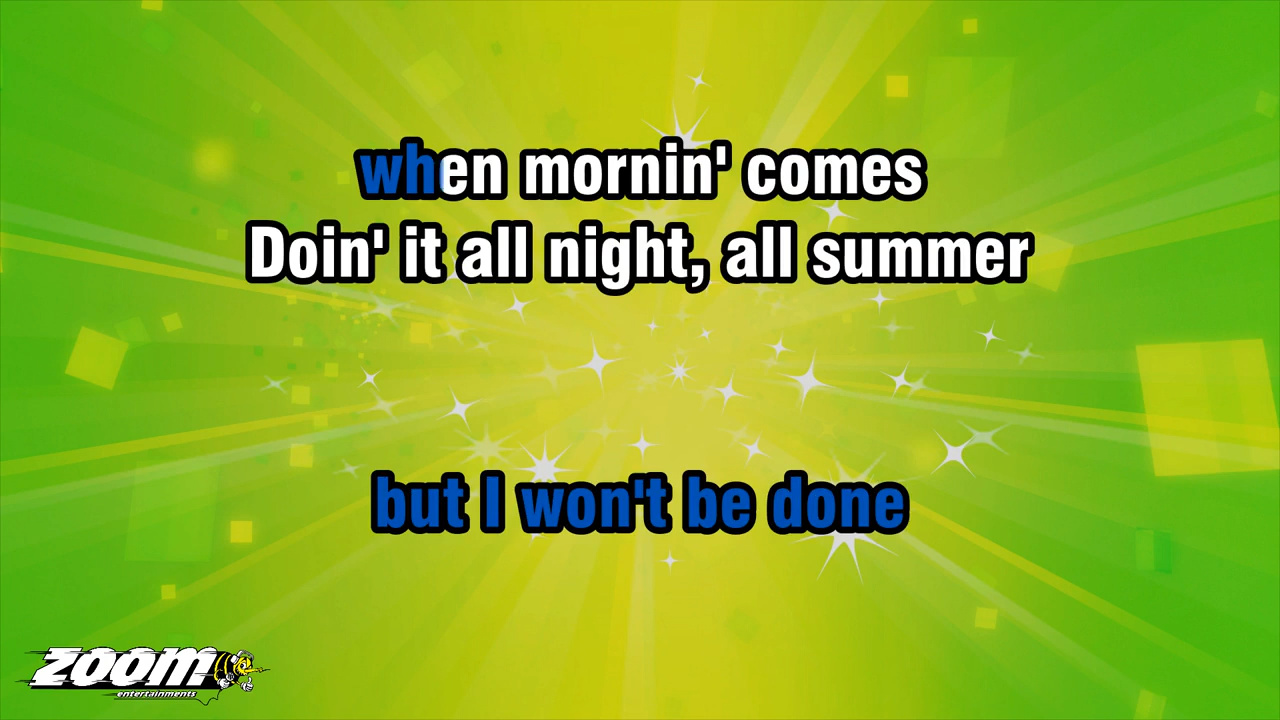 when mornin' comes
Doin' it all night, all summer
but I won't be done
ZOOM
entertainments